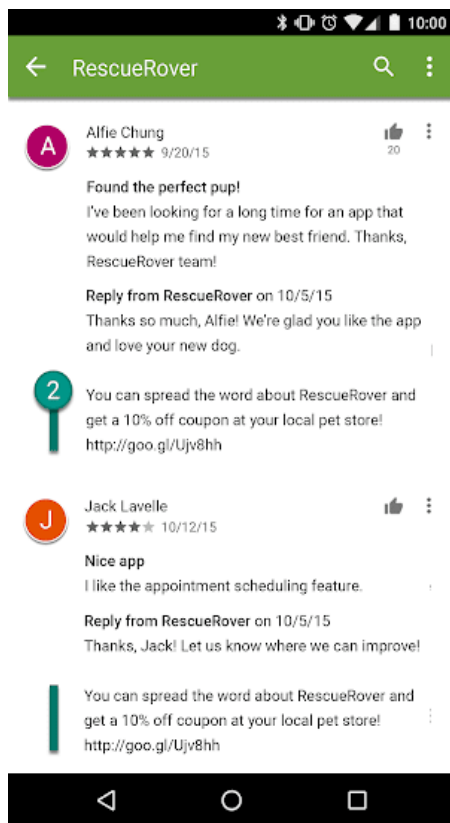 10:00
RescueRover
A
Alfie Chung
★★★★★ 9/20/15
20
Found the perfect pup!
I've been looking for a long time for an app that
would help me find my new best friend. Thanks,
RescueRover team!
Reply from RescueRover on 10/5/15
Thanks so much, Alfie! We're glad you like the app
and love your new dog.
2
You can spread the word about RescueRover and
get a 10% off coupon at your local pet store!
http://goo.gl/Ujv8hh
J
Jack Lavelle
★★★★★ 10/12/15
Nice app
I like the appointment scheduling feature.
Reply from RescueRover on 10/5/15
Thanks, Jack! Let us know where we can improve!
You can spread the word about RescueRover and
get a 10% off coupon at your local pet store!
http://goo.gl/Ujv8hh